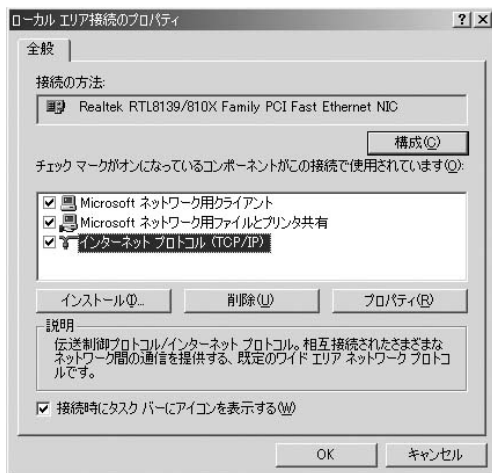 ローカル エリア接続のプロパティ
全般
接続の方法:
Realtek RTL8139/810X Family PCI Fast Ethernet NIC
構成(C)
チェック マークがオンになっているコンポーネントがこの接続で使用されています(O):
Microsoft ネットワーク用クライアント
Microsoft ネットワーク用ファイルとプリンタ共有
インターネット プロトコル (TCP/IP)
インストール(I)... 削除(U) プロパティ(R)
説明
伝送制御プロトコル/インターネット プロトコル。相互接続されたさまざまな
ネットワーク間の通信を提供する、既定のワイド エリア ネットワーク プロトコ
ルです。
接続時にタスク バーにアイコンを表示する(W)
OK キャンセル